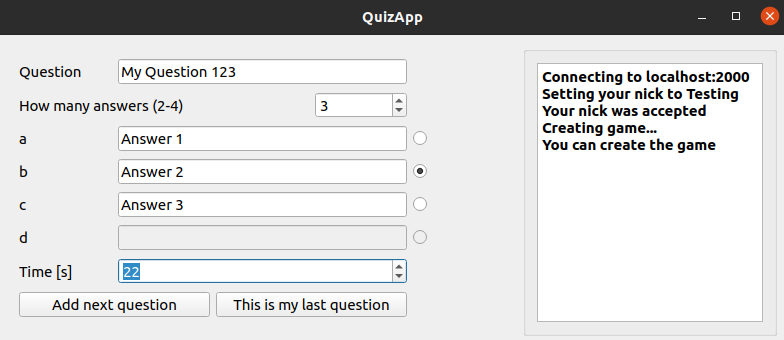 QuizApp
Question My Question 123
How many answers (2-4) 3
a Answer 1
b Answer 2
c Answer 3
d
Time [s] 22
Add next question This is my last question
Connecting to localhost:2000
Setting your nick to Testing
Your nick was accepted
Creating game...
You can create the game